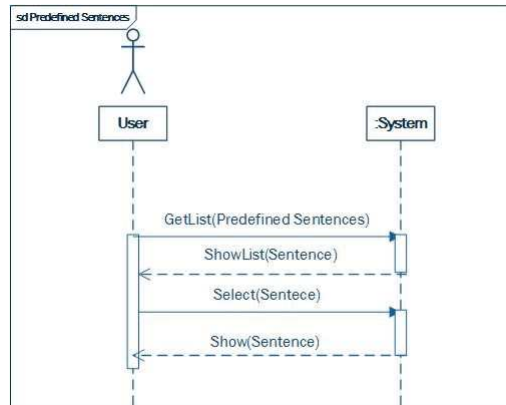 sd Predefined Sentences
User
:System
GetList(Predefined Sentences)
ShowList(Sentence)
Select(Sentece)
Show(Sentence)